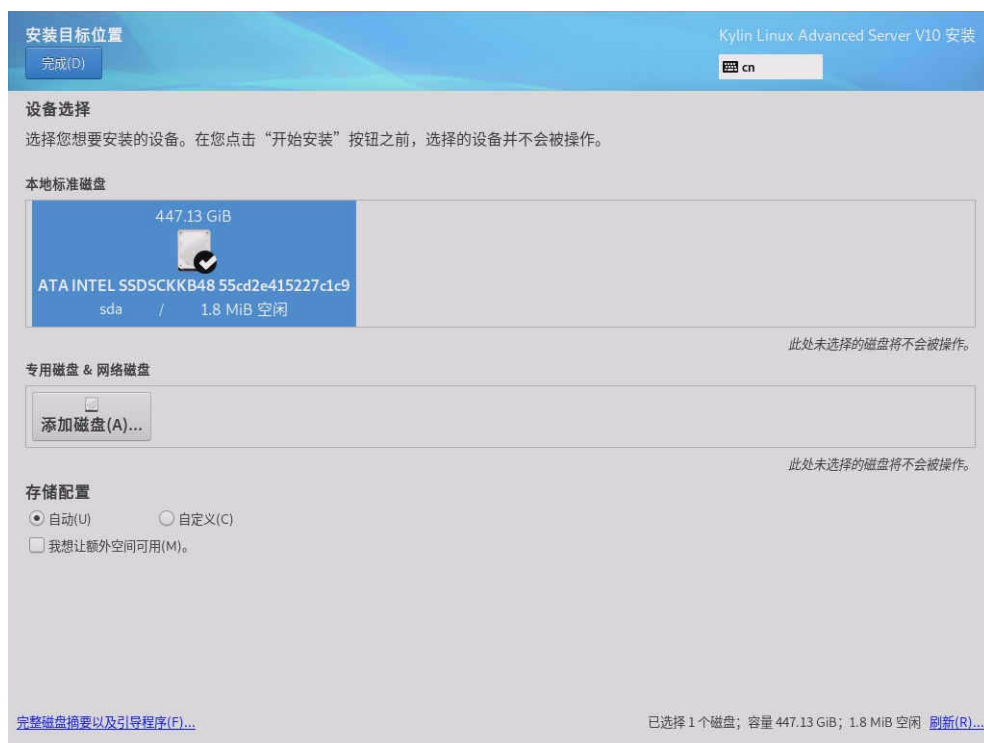 安装目标位置
Kylin Linux Advanced Server V10 安装
完成(D)
cn
设备选择
选择您想要安装的设备。在您点击“开始安装”按钮之前，选择的设备并不会被操作。
本地标准磁盘
447.13 GiB
ATA INTEL SSDSCKKB48 55cd2e415227c1c9
sda / 1.8 MiB 空闲
此处未选择的磁盘将不会被操作。
专用磁盘 & 网络磁盘
添加磁盘(A)...
此处未选择的磁盘将不会被操作。
存储配置
自动(U) 自定义(C)
我想让额外空间可用(M)。
完整磁盘摘要以及引导程序(F)... 已选择 1 个磁盘；容量 447.13 GiB；1.8 MiB 空闲 刷新(R)...